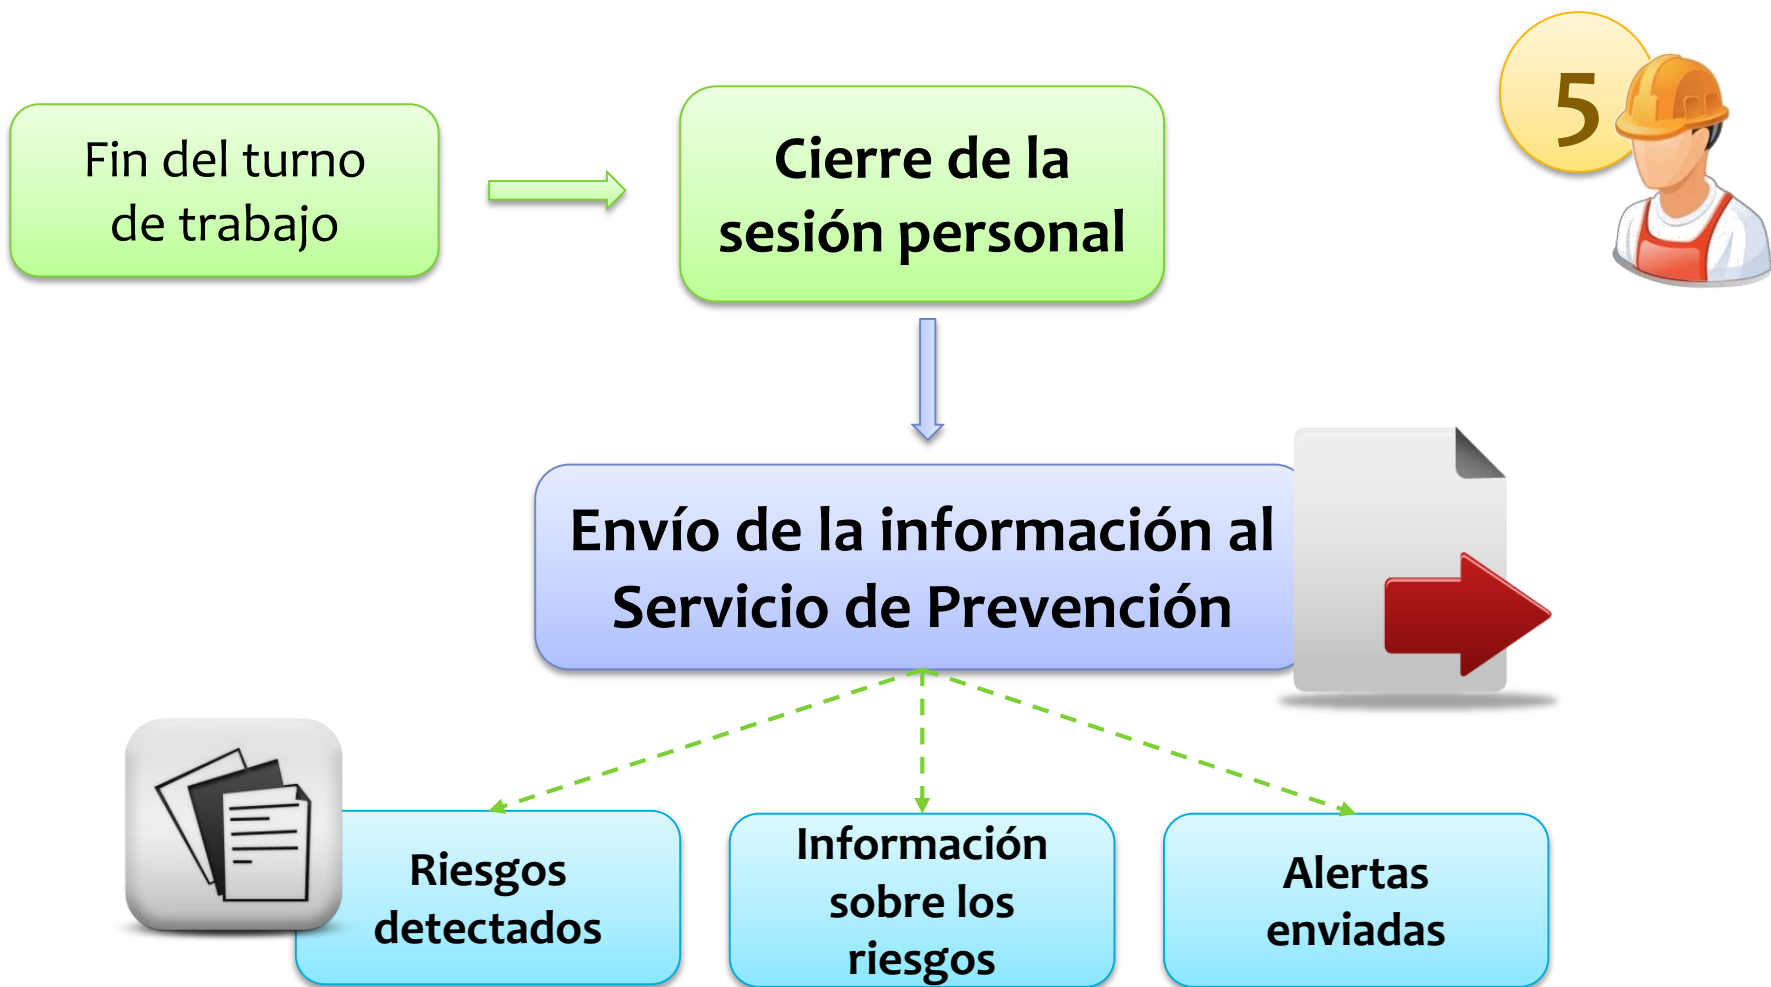 5
Fin del turno
de trabajo
Cierre de la
sesión personal
Envío de la información al
Servicio de Prevención
Riesgos
detectados
Información
sobre los
riesgos
Alertas
enviadas